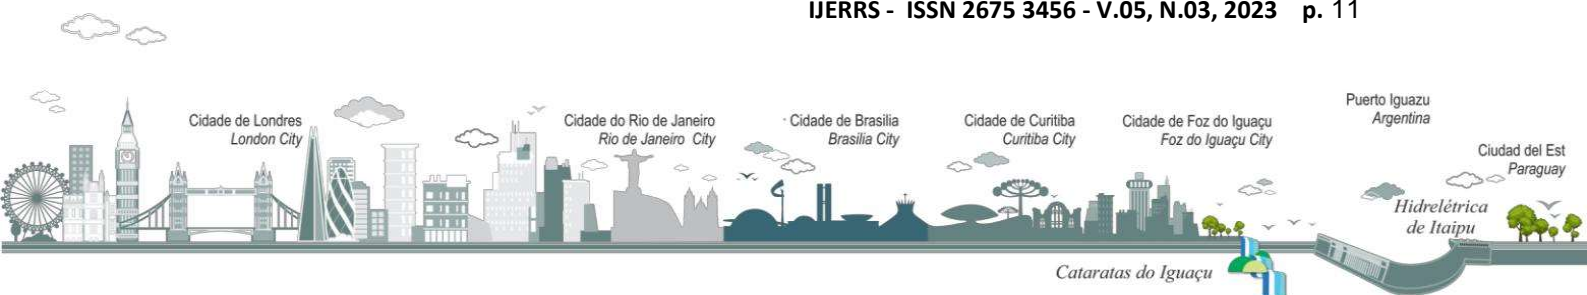 IJERRS - ISSN 2675 3456 - V.05, N.03, 2023 p. 11
Cidade de Londres
London City
Cidade do Rio de Janeiro
Rio de Janeiro City
Cidade de Brasilia
Brasilia City
Cidade de Curitiba
Curitiba City
Cidade de Foz do Iguaçu
Foz do Iguaçu City
Puerto Iguazu
Argentina
Ciudad del Est
Paraguay
Hidrelétrica
de Itaipu
Cataratas do Iguaçu